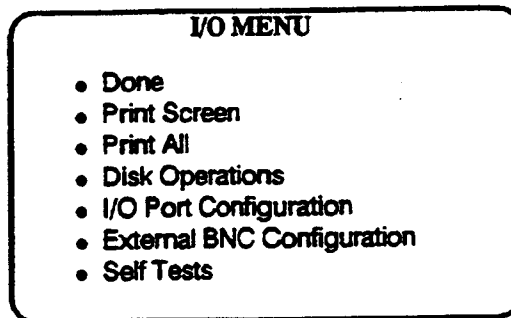 I/O MENU
• Done
• Print Screen
• Print All
• Disk Operations
• I/O Port Configuration
• External BNC Configuration
• Self Tests